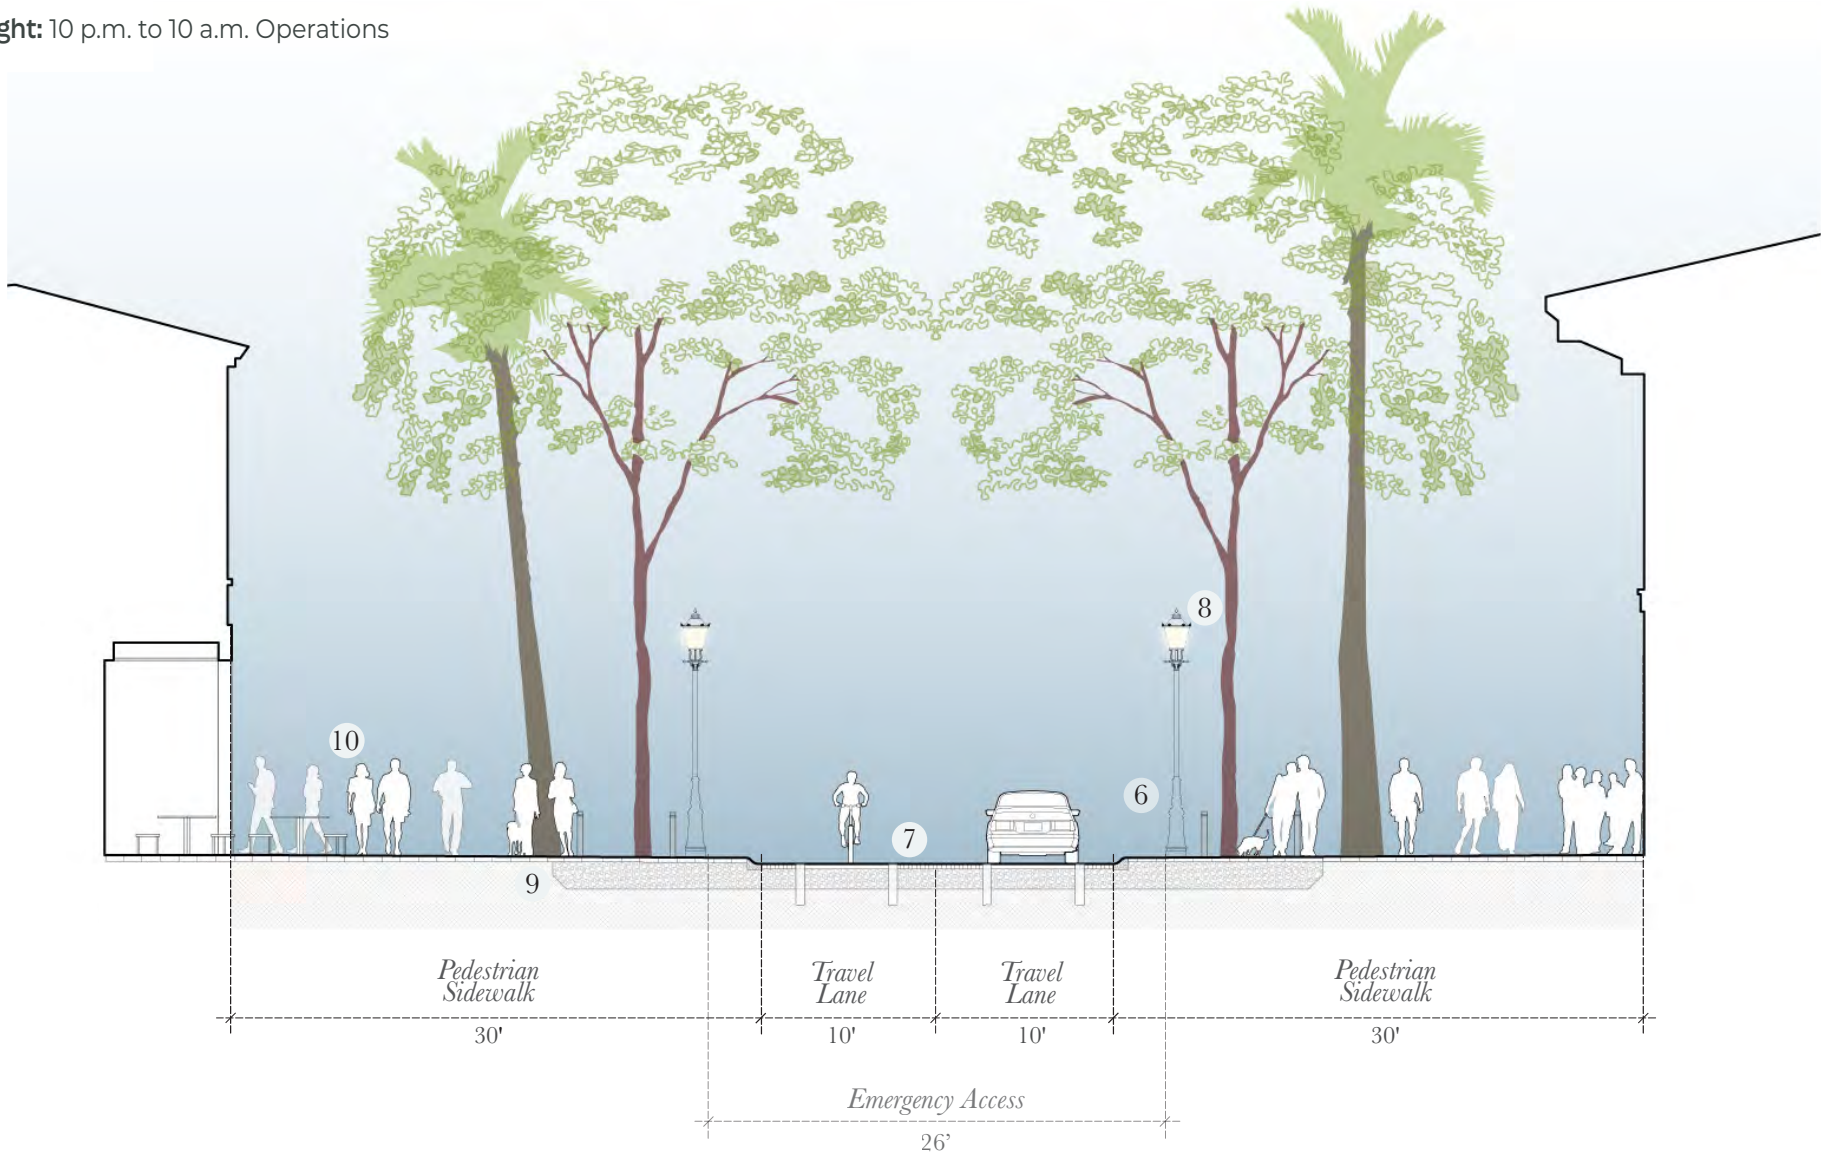 ght: 10 p.m. to 10 a.m. Operations
8
10
6
7
9
Pedestrian
Sidewalk
Travel
Lane
Travel
Lane
Pedestrian
Sidewalk
30'
10'
10'
30'
Emergency Access
26’